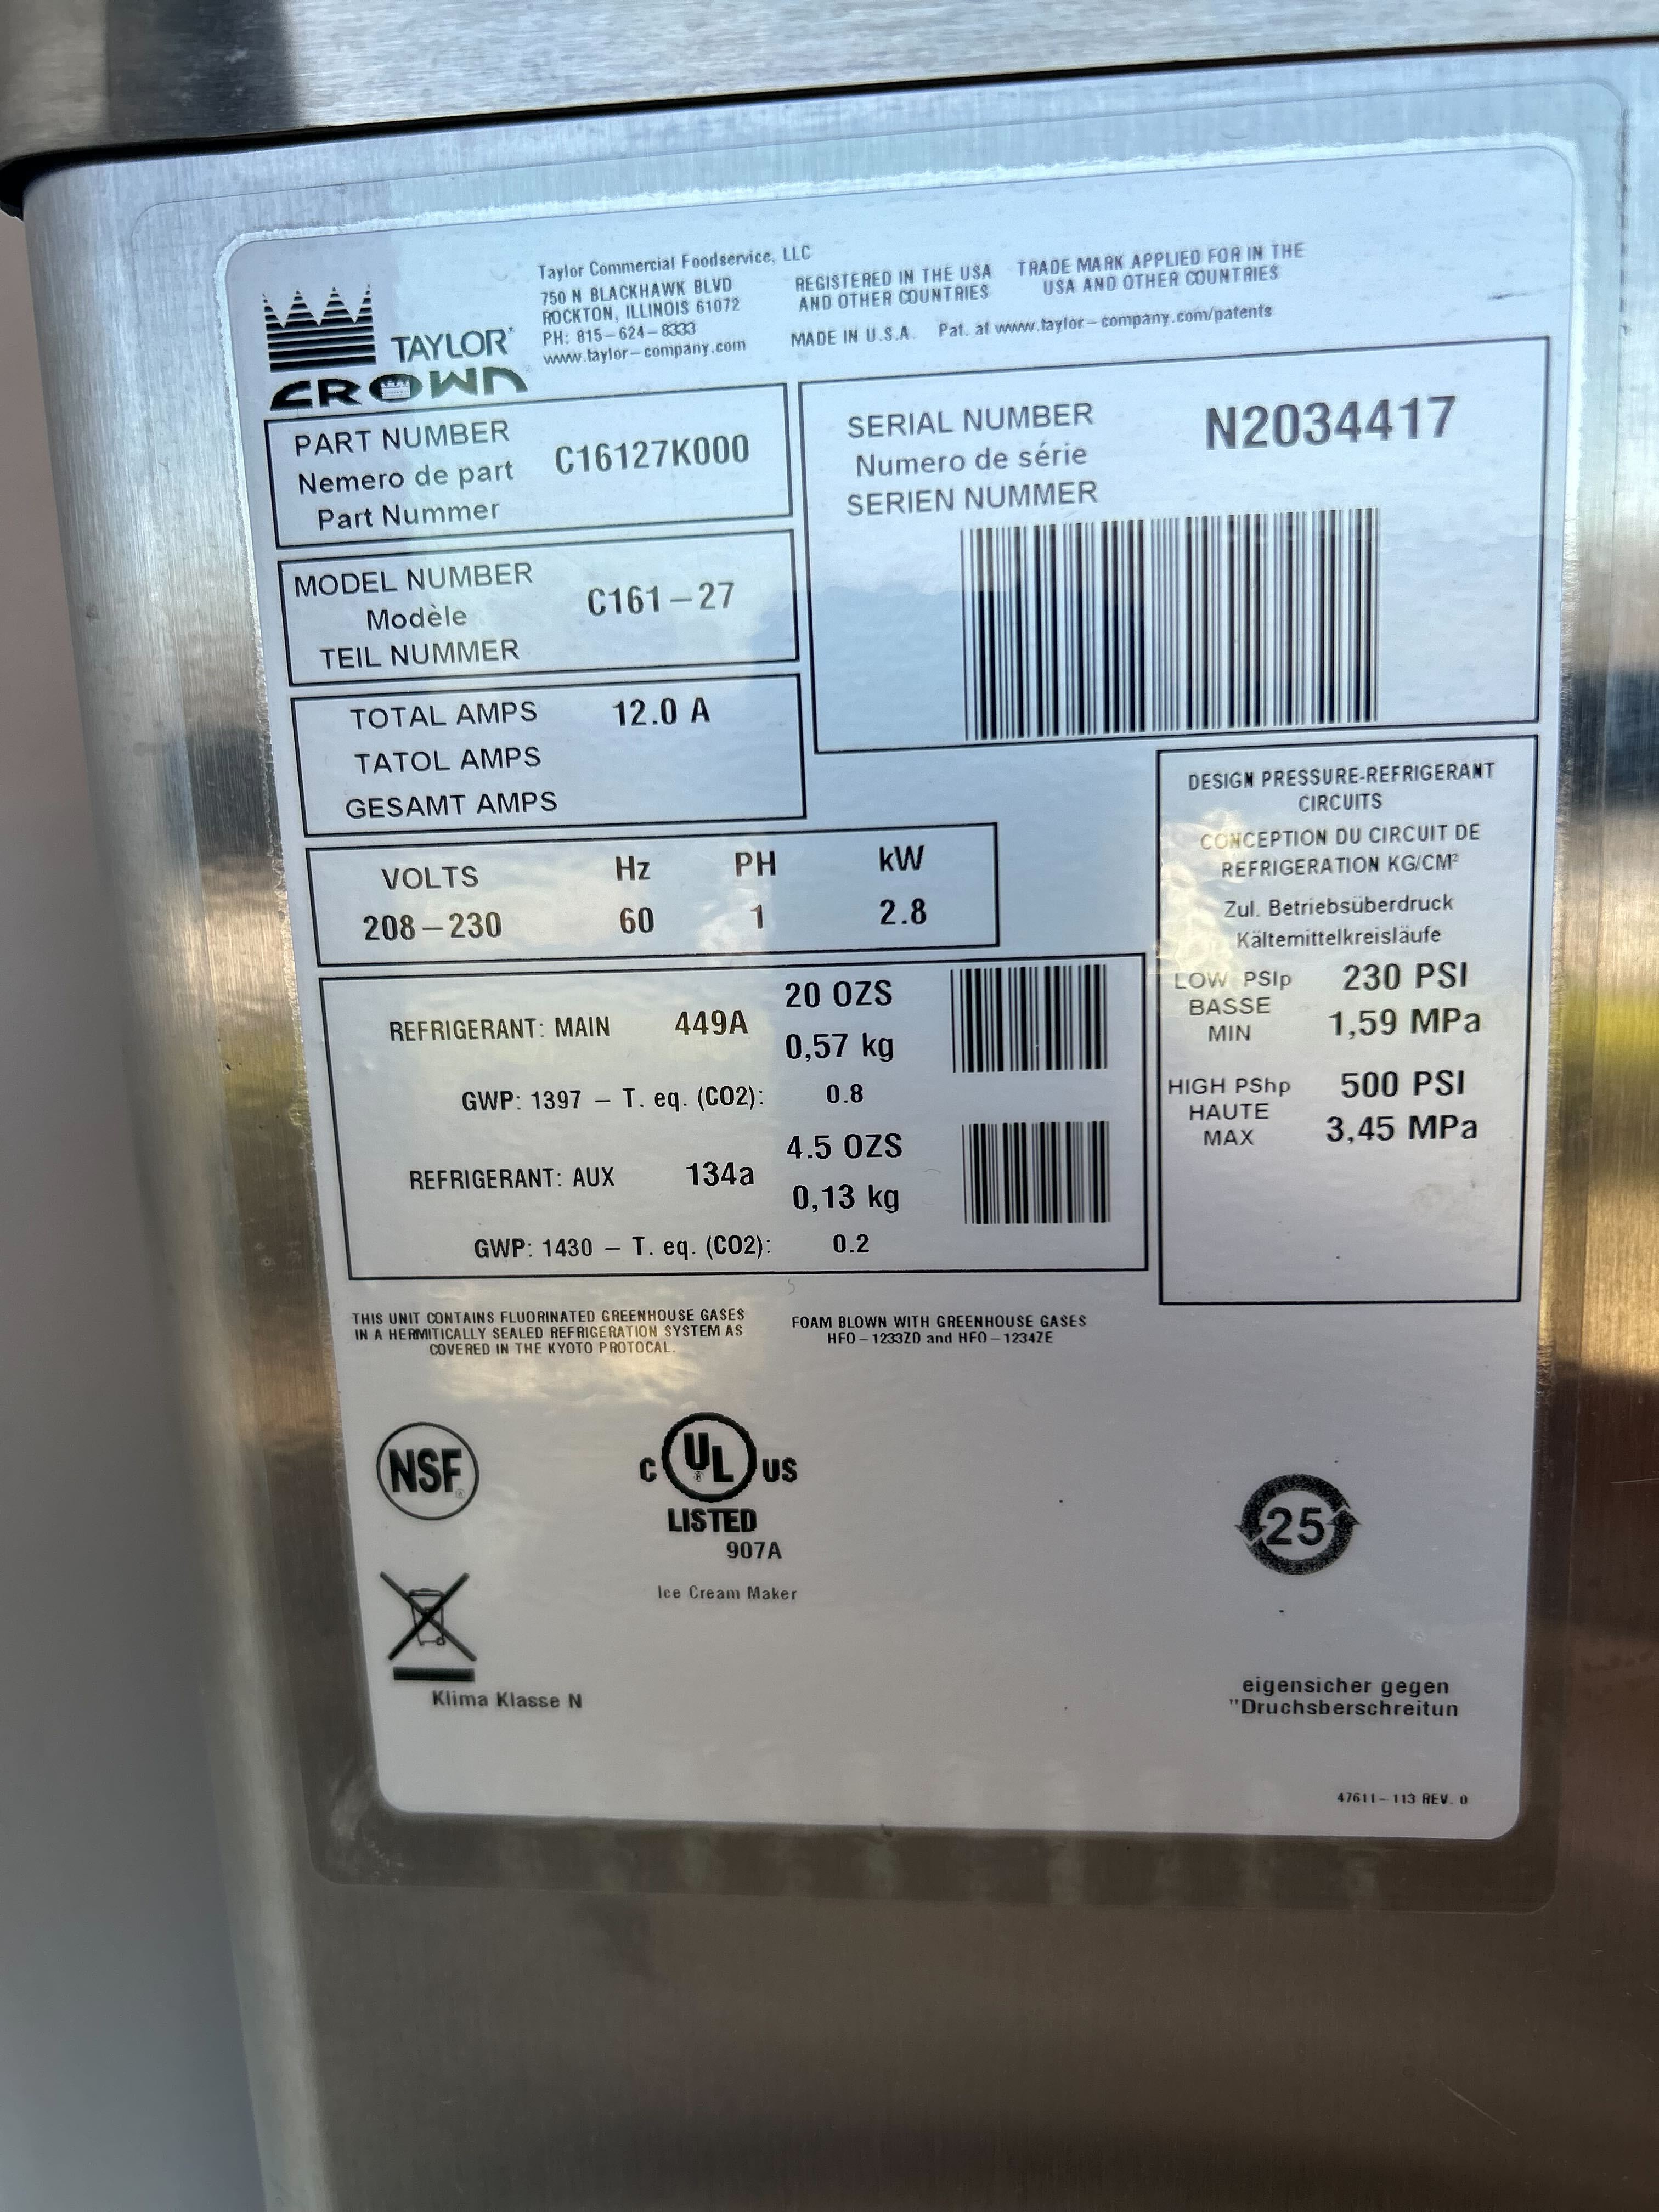 Taylor Commercial Foodservice, LLC
750 N BLACKHAWK BLVD
ROCKTON, ILLINOIS 61072
PH: 815-624-8333
www.taylor-company.com
REGISTERED IN THE USA
AND OTHER COUNTRIES
TRADE MARK APPLIED FOR IN THE
USA AND OTHER COUNTRIES
MADE IN U.S.A. Pat. at www.taylor-company.com/patents
TAYLOR®
CROWN
PART NUMBER
Nemero de part
Part Nummer
C16127K000
SERIAL NUMBER
Numero de série
SERIEN NUMMER
N2034417
MODEL NUMBER
Modèle
TEIL NUMMER
C161-27
TOTAL AMPS 12.0 A
TATOL AMPS
GESAMT AMPS
VOLTS Hz PH kW
208-230 60 1 2.8
DESIGN PRESSURE-REFRIGERANT
CIRCUITS
CONCEPTION DU CIRCUIT DE
REFRIGERATION KG/CM²
Zul. Betriebsüberdruck
Kältemittelkreisläufe
LOW PSIp 230 PSI
BASSE
MIN 1,59 MPa
HIGH PShp 500 PSI
HAUTE
MAX 3,45 MPa
REFRIGERANT: MAIN 449A
20 OZS
0,57 kg
GWP: 1397 - T. eq. (CO2): 0.8
REFRIGERANT: AUX 134a
4.5 OZS
0,13 kg
GWP: 1430 - T. eq. (CO2): 0.2
THIS UNIT CONTAINS FLUORINATED GREENHOUSE GASES
IN A HERMITICALLY SEALED REFRIGERATION SYSTEM AS
COVERED IN THE KYOTO PROTOCAL.
FOAM BLOWN WITH GREENHOUSE GASES
HFO-1233ZD and HFO-1234ZE
NSF®
C UL® US
LISTED
907A
Ice Cream Maker
25
Klima Klasse N
eigensicher gegen
"Druchsberschreitun
47611-113 REV. 0